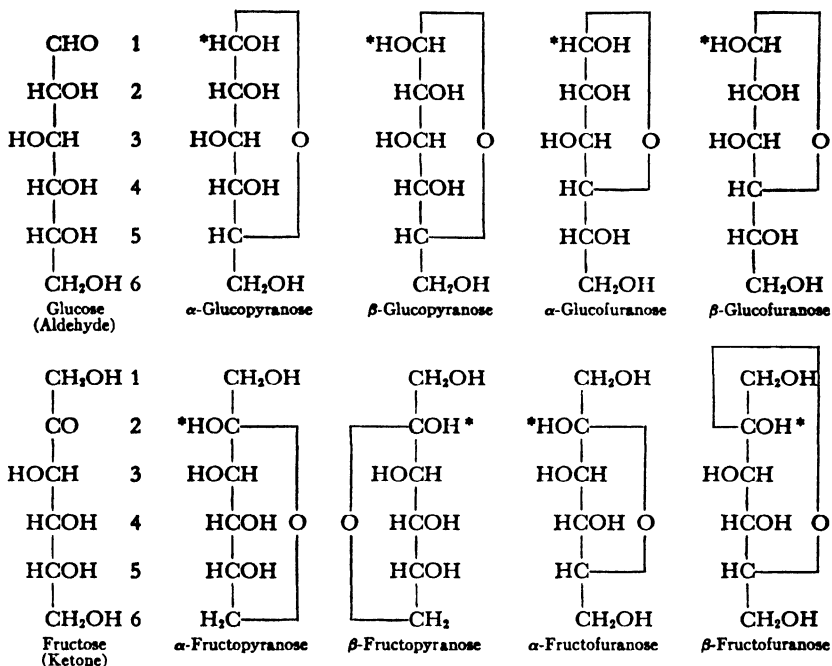 CHO 1 *HCOH *HOCH *HCOH *HOCH
HCOH 2 HCOH HCOH HCOH HCOH
HOCH 3 HOCH O HOCH O HOCH O HOCH O
HCOH 4 HCOH HCOH HC HC
HCOH 5 HC HC HCOH HCOH
CH₂OH 6 CH₂OH CH₂OH CH₂OH CH₂OH
Glucose α-Glucopyranose β-Glucopyranose α-Glucofuranose β-Glucofuranose
(Aldehyde)
CH₂OH 1 CH₂OH CH₂OH CH₂OH CH₂OH
CO 2 *HOC COH* *HOC COH*
HOCH 3 HOCH HOCH HOCH HOCH
HCOH 4 HCOH O O HCOH HCOH O HCOH O
HCOH 5 HCOH HCOH HC HC
CH₂OH 6 H₂C CH₂ CH₂OH CH₂OH
Fructose α-Fructopyranose β-Fructopyranose α-Fructofuranose β-Fructofuranose
(Ketone)